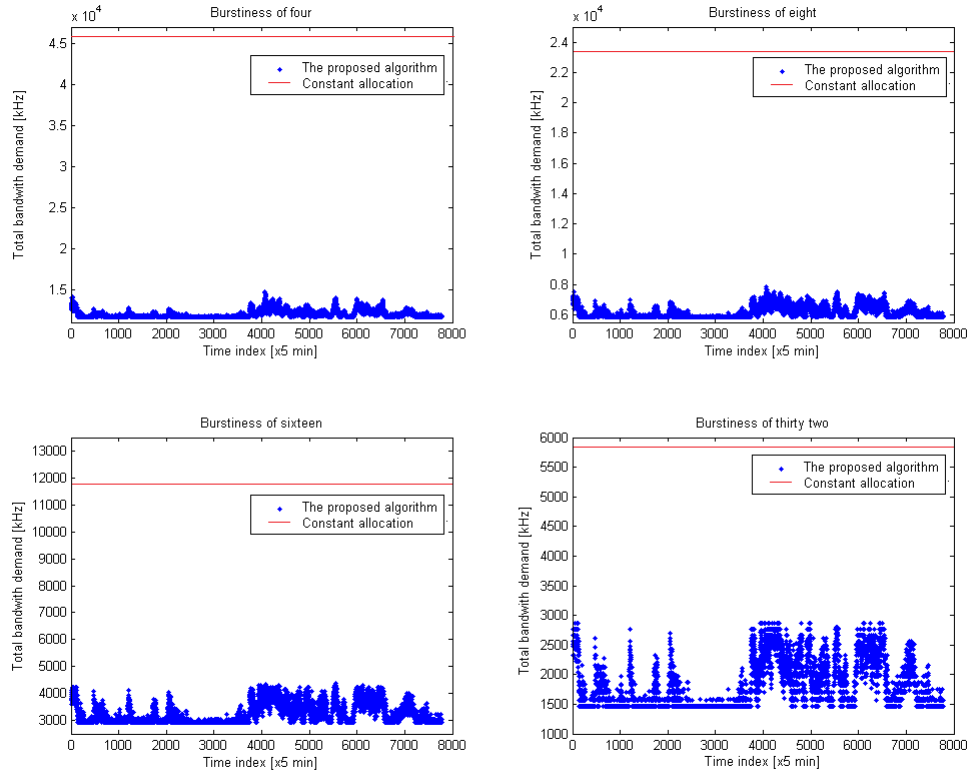 Burstiness of four
x 10^4
4.5
4
3.5
3
2.5
2
1.5
Total bandwith demand [kHz]
The proposed algorithm
Constant allocation
0 1000 2000 3000 4000 5000 6000 7000 8000
Time index [x5 min]
Burstiness of eight
x 10^4
2.6
2.4
2.2
2
1.8
1.6
1.4
1.2
1
0.8
0.6
Total bandwith demand [kHz]
The proposed algorithm
Constant allocation
0 1000 2000 3000 4000 5000 6000 7000 8000
Time index [x5 min]
Burstiness of sixteen
13000
12000
11000
10000
9000
8000
7000
6000
5000
4000
3000
Total bandwith demand [kHz]
The proposed algorithm
Constant allocation
0 1000 2000 3000 4000 5000 6000 7000 8000
Time index [x5 min]
Burstiness of thirty two
6000
5500
5000
4500
4000
3500
3000
2500
2000
1500
1000
Total bandwith demand [kHz]
The proposed algorithm
Constant allocation
0 1000 2000 3000 4000 5000 6000 7000 8000
Time index [x5 min]